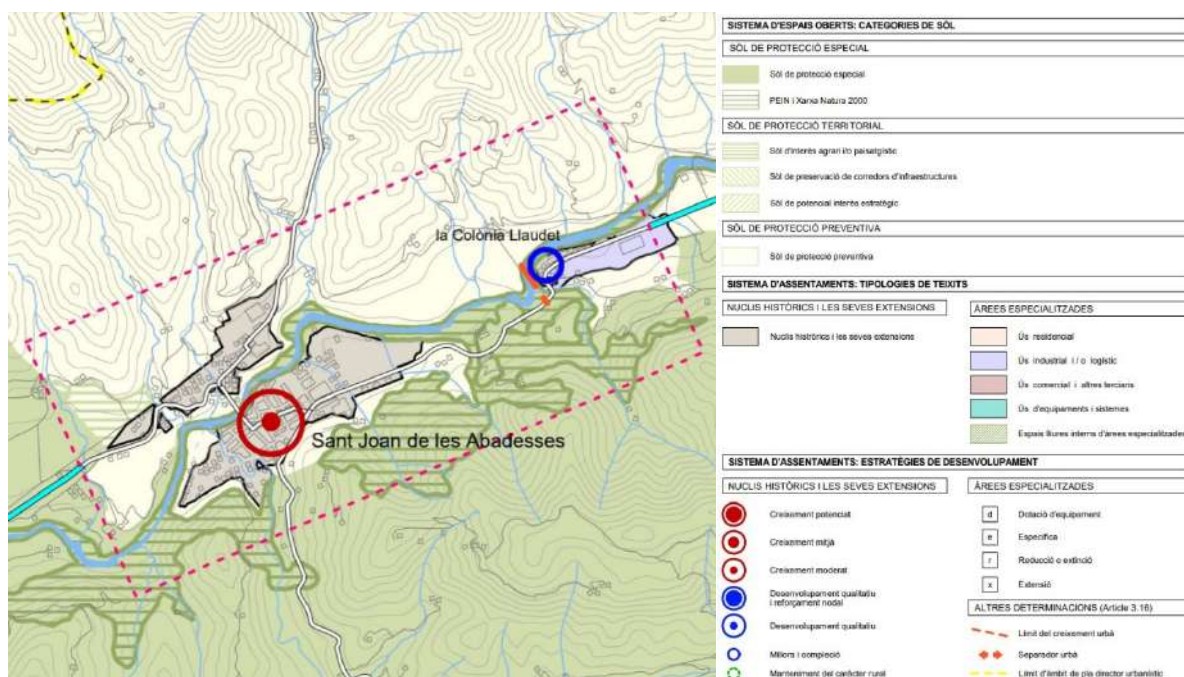 la Colònia Llaudet
Sant Joan de les Abadesses
SISTEMA D'ESPAIS OBERTS: CATEGORIES DE SÒL
SÒL DE PROTECCIÓ ESPECIAL
Sòl de protecció especial
PEIN i Xarxa Natura 2000
SÒL DE PROTECCIÓ TERRITORIAL
Sòl d'interès agrari i/o paisatgístic
Sòl de preservació de corredors d'infraestructures
Sòl de potencial interès estratègic
SÒL DE PROTECCIÓ PREVENTIVA
Sòl de protecció preventiva
SISTEMA D'ASSENTAMENTS: TIPOLOGIES DE TEIXITS
NUCLIS HISTÒRICS I LES SEVES EXTENSIONS
Nuclis històrics i les seves extensions
ÀREES ESPECIALITZADES
Ús residencial
Ús industrial i / o logístic
Ús comercial i altres terciaris
Ús d'equipaments i sistemes
Espais lliures interns d'àrees especialitzades
SISTEMA D'ASSENTAMENTS: ESTRATÈGIES DE DESENVOLUPAMENT
NUCLIS HISTÒRICS I LES SEVES EXTENSIONS
Creixement potenciat
Creixement mitjà
Creixement moderat
Desenvolupament qualitatiu
i reforçament nodal
Desenvolupament qualitatiu
Millora i compleció
Manteniment del caràcter rural
ÀREES ESPECIALITZADES
d Dotació d'equipament
e Específica
r Reducció o extinció
x Extensió
ALTRES DETERMINACIONS (Article 3.16)
Límit del creixement urbà
Separador urbà
Límit d'àmbit de pla director urbanístic